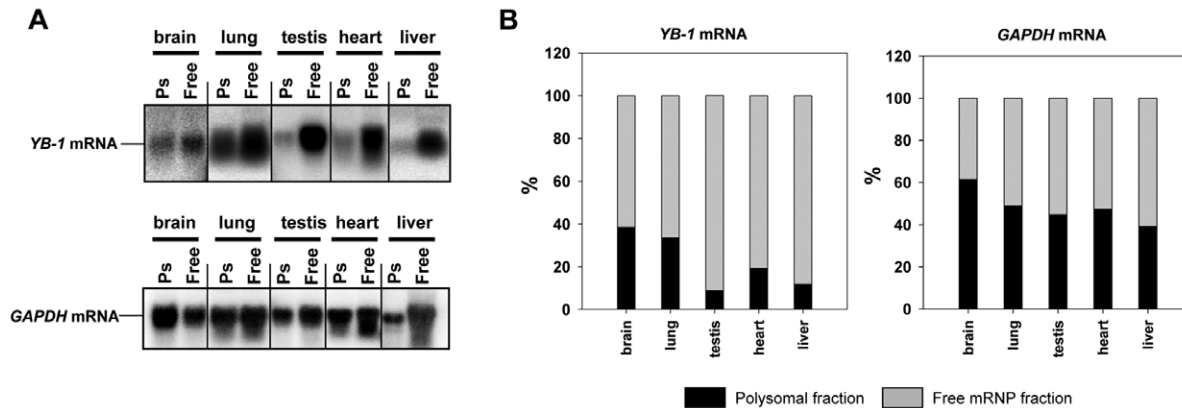 A
brain lung testis heart liver
Ps Free Ps Free Ps Free Ps Free Ps Free
YB-1 mRNA
brain lung testis heart liver
Ps Free Ps Free Ps Free Ps Free Ps Free
GAPDH mRNA
B
YB-1 mRNA
120
100
80
60
40
20
0
%
brain lung testis heart liver
GAPDH mRNA
120
100
80
60
40
20
0
%
brain lung testis heart liver
Polysomal fraction Free mRNP fraction